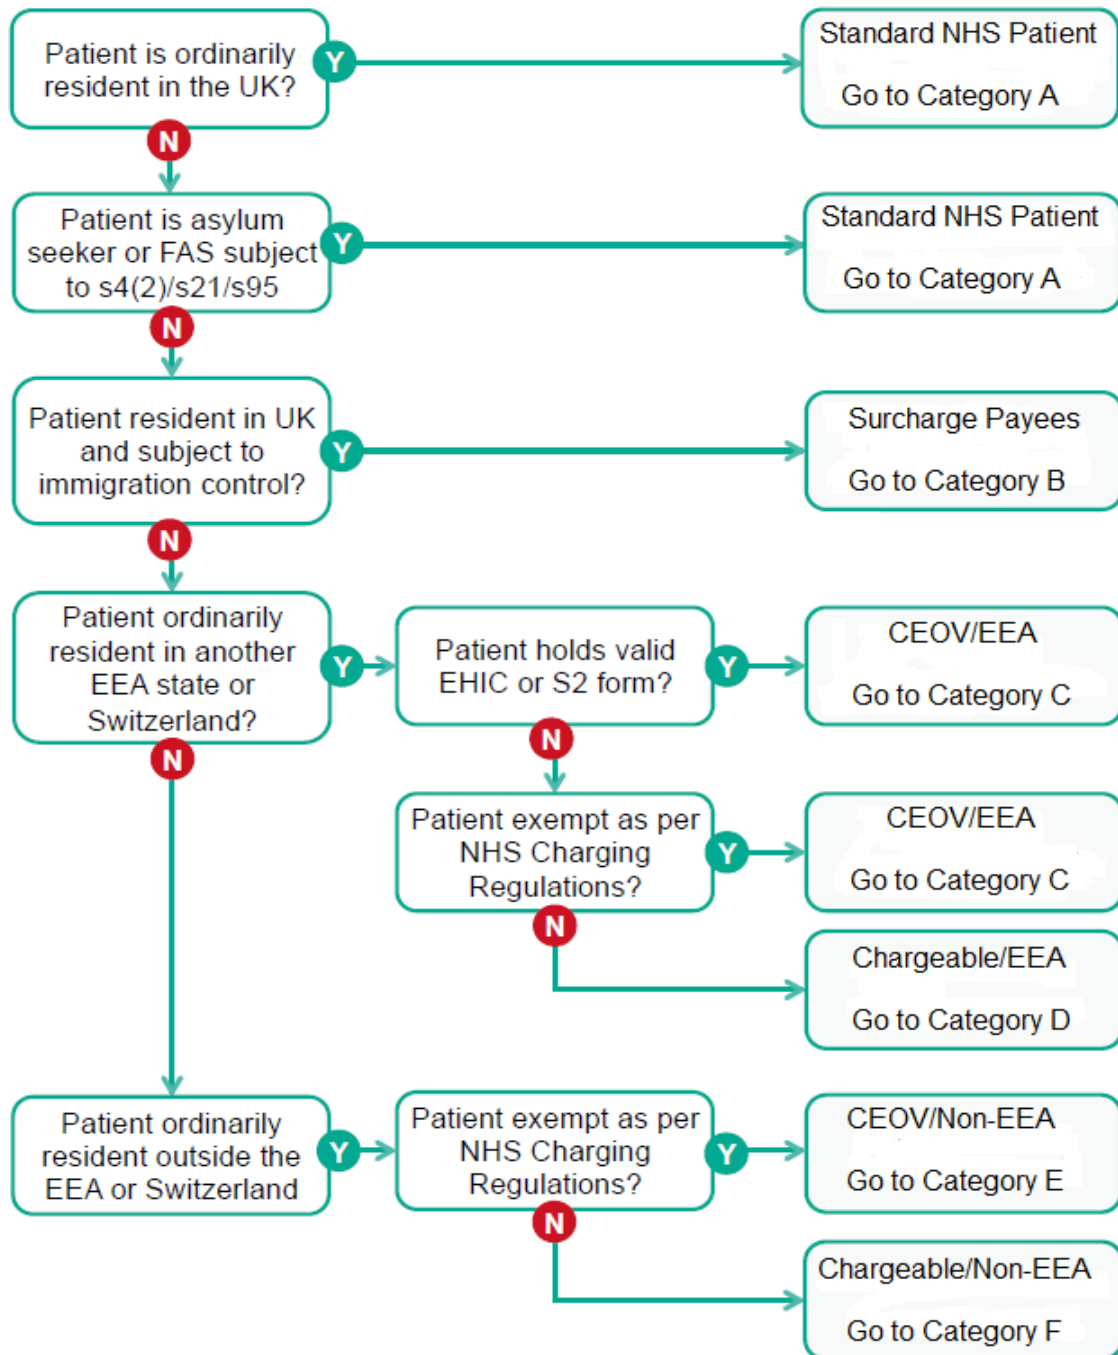 Patient is ordinarily
resident in the UK?
Y
Standard NHS Patient
Go to Category A
N
Patient is asylum
seeker or FAS subject
to s4(2)/s21/s95
Y
Standard NHS Patient
Go to Category A
N
Patient resident in UK
and subject to
immigration control?
Y
Surcharge Payees
Go to Category B
N
Patient ordinarily
resident in another
EEA state or
Switzerland?
Y
Patient holds valid
EHIC or S2 form?
Y
CEOV/EEA
Go to Category C
N
Patient exempt as per
NHS Charging
Regulations?
Y
CEOV/EEA
Go to Category C
N
Chargeable/EEA
Go to Category D
N
Patient ordinarily
resident outside the
EEA or Switzerland
Y
Patient exempt as per
NHS Charging
Regulations?
Y
CEOV/Non-EEA
Go to Category E
N
Chargeable/Non-EEA
Go to Category F